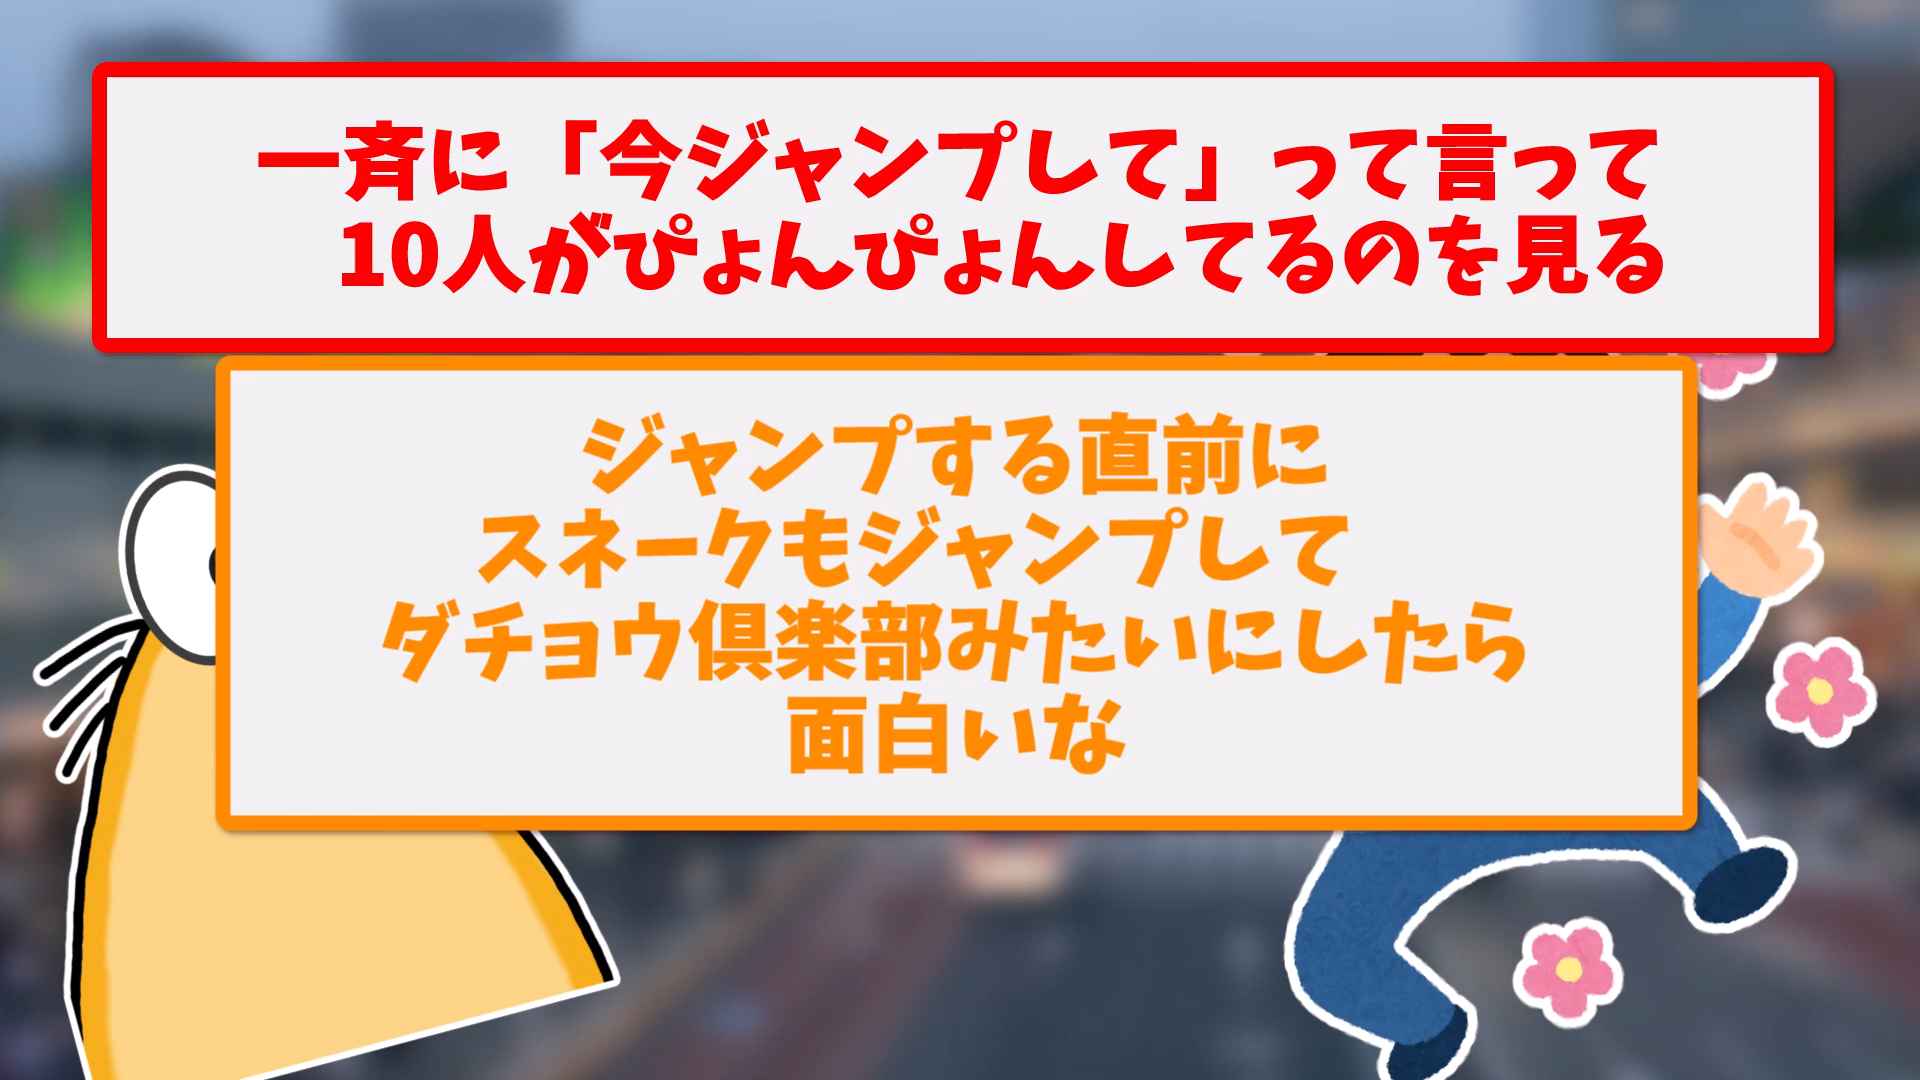 一斉に「今ジャンプして」って言って
10人がぴょんぴょんしてるのを見る
ジャンプする直前に
スネークもジャンプして
ダチョウ倶楽部みたいにしたら
面白いな